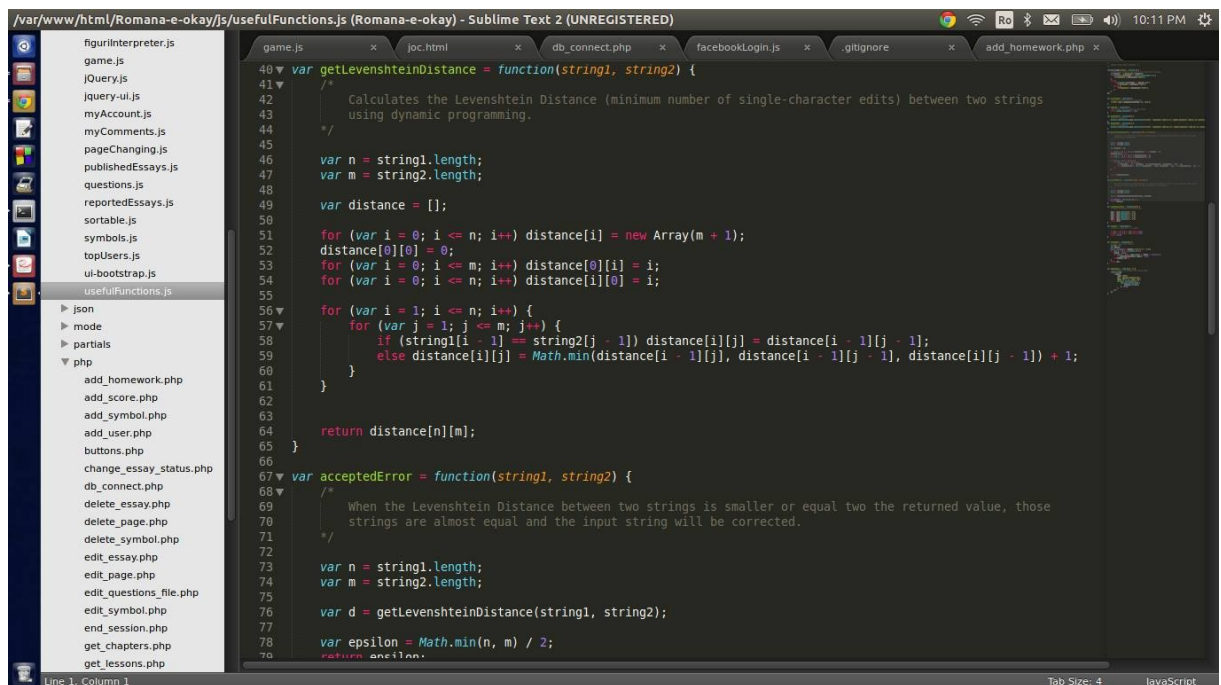 /var/www/html/Romana-e-okay/js/usefulFunctions.js (Romana-e-okay) - Sublime Text 2 (UNREGISTERED)
Ro
10:11 PM
figuriInterpreter.js
game.js
jQuery.js
jquery-ui.js
myAccount.js
myComments.js
pageChanging.js
publishedEssays.js
questions.js
reportedEssays.js
sortable.js
symbols.js
topUsers.js
ui-bootstrap.js
usefulFunctions.js
json
mode
partials
php
add_homework.php
add_score.php
add_symbol.php
add_user.php
buttons.php
change_essay_status.php
db_connect.php
delete_essay.php
delete_page.php
delete_symbol.php
edit_essay.php
edit_page.php
edit_questions_file.php
edit_symbol.php
end_session.php
get_chapters.php
get_lessons.php
game.js × joc.html × db_connect.php × facebookLogin.js × .gitignore × add_homework.php ×
40 var getLevenshteinDistance = function(string1, string2) {
41 /*
42 Calculates the Levenshtein Distance (minimum number of single-character edits) between two strings
43 using dynamic programming.
44 */
45
46 var n = string1.length;
47 var m = string2.length;
48
49 var distance = [];
50
51 for (var i = 0; i <= n; i++) distance[i] = new Array(m + 1);
52 distance[0][0] = 0;
53 for (var i = 0; i <= m; i++) distance[0][i] = i;
54 for (var i = 0; i <= n; i++) distance[i][0] = i;
55
56 for (var i = 1; i <= n; i++) {
57 for (var j = 1; j <= m; j++) {
58 if (string1[i - 1] == string2[j - 1]) distance[i][j] = distance[i - 1][j - 1];
59 else distance[i][j] = Math.min(distance[i - 1][j], distance[i - 1][j - 1], distance[i][j - 1]) + 1;
60 }
61 }
62
63
64 return distance[n][m];
65 }
66
67 var acceptedError = function(string1, string2) {
68 /*
69 When the Levenshtein Distance between two strings is smaller or equal two the returned value, those
70 strings are almost equal and the input string will be corrected.
71 */
72
73 var n = string1.length;
74 var m = string2.length;
75
76 var d = getLevenshteinDistance(string1, string2);
77
78 var epsilon = Math.min(n, m) / 2;
79 return epsilon;
Line 1, Column 1
Tab Size: 4
JavaScript